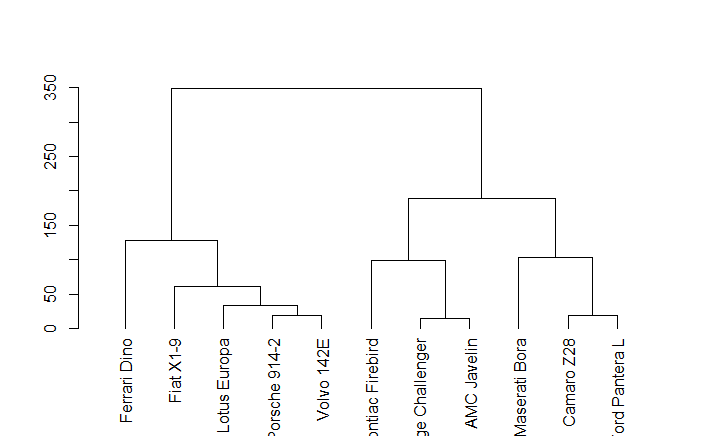 350
250
150
50
0
Ferrari Dino
Fiat X1-9
Lotus Europa
Porsche 914-2
Volvo 142E
ontiac Firebird
ge Challenger
AMC Javelin
Maserati Bora
Camaro Z28
ord Pantera L